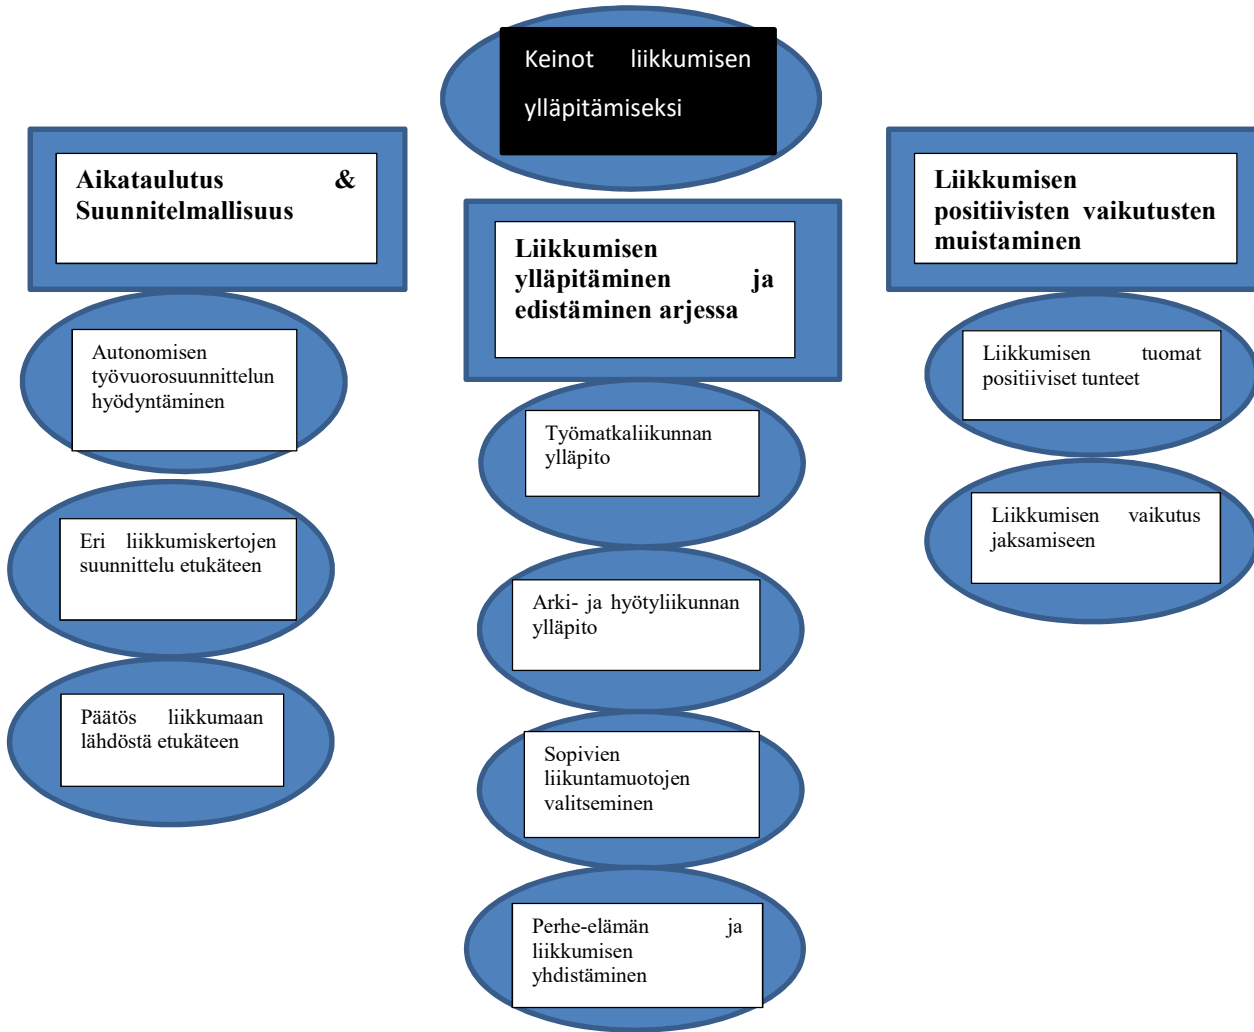 Keinot liikkumisen
ylläpitämiseksi
Aikataulutus &
Suunnitelmallisuus
Autonomisen
työvuorosuunnittelun
hyödyntäminen
Eri liikkumiskertojen
suunnittelu etukäteen
Päätös liikkumaan
lähdöstä etukäteen
Liikkumisen
ylläpitäminen ja
edistäminen arjessa
Työmatkaliikunnan
ylläpito
Arki- ja hyötyliikunnan
ylläpito
Sopivien
liikuntamuotojen
valitseminen
Perhe-elämän ja
liikkumisen
yhdistäminen
Liikkumisen
positiivisten vaikutusten
muistaminen
Liikkumisen tuomat
positiiviset tunteet
Liikkumisen vaikutus
jaksamiseen